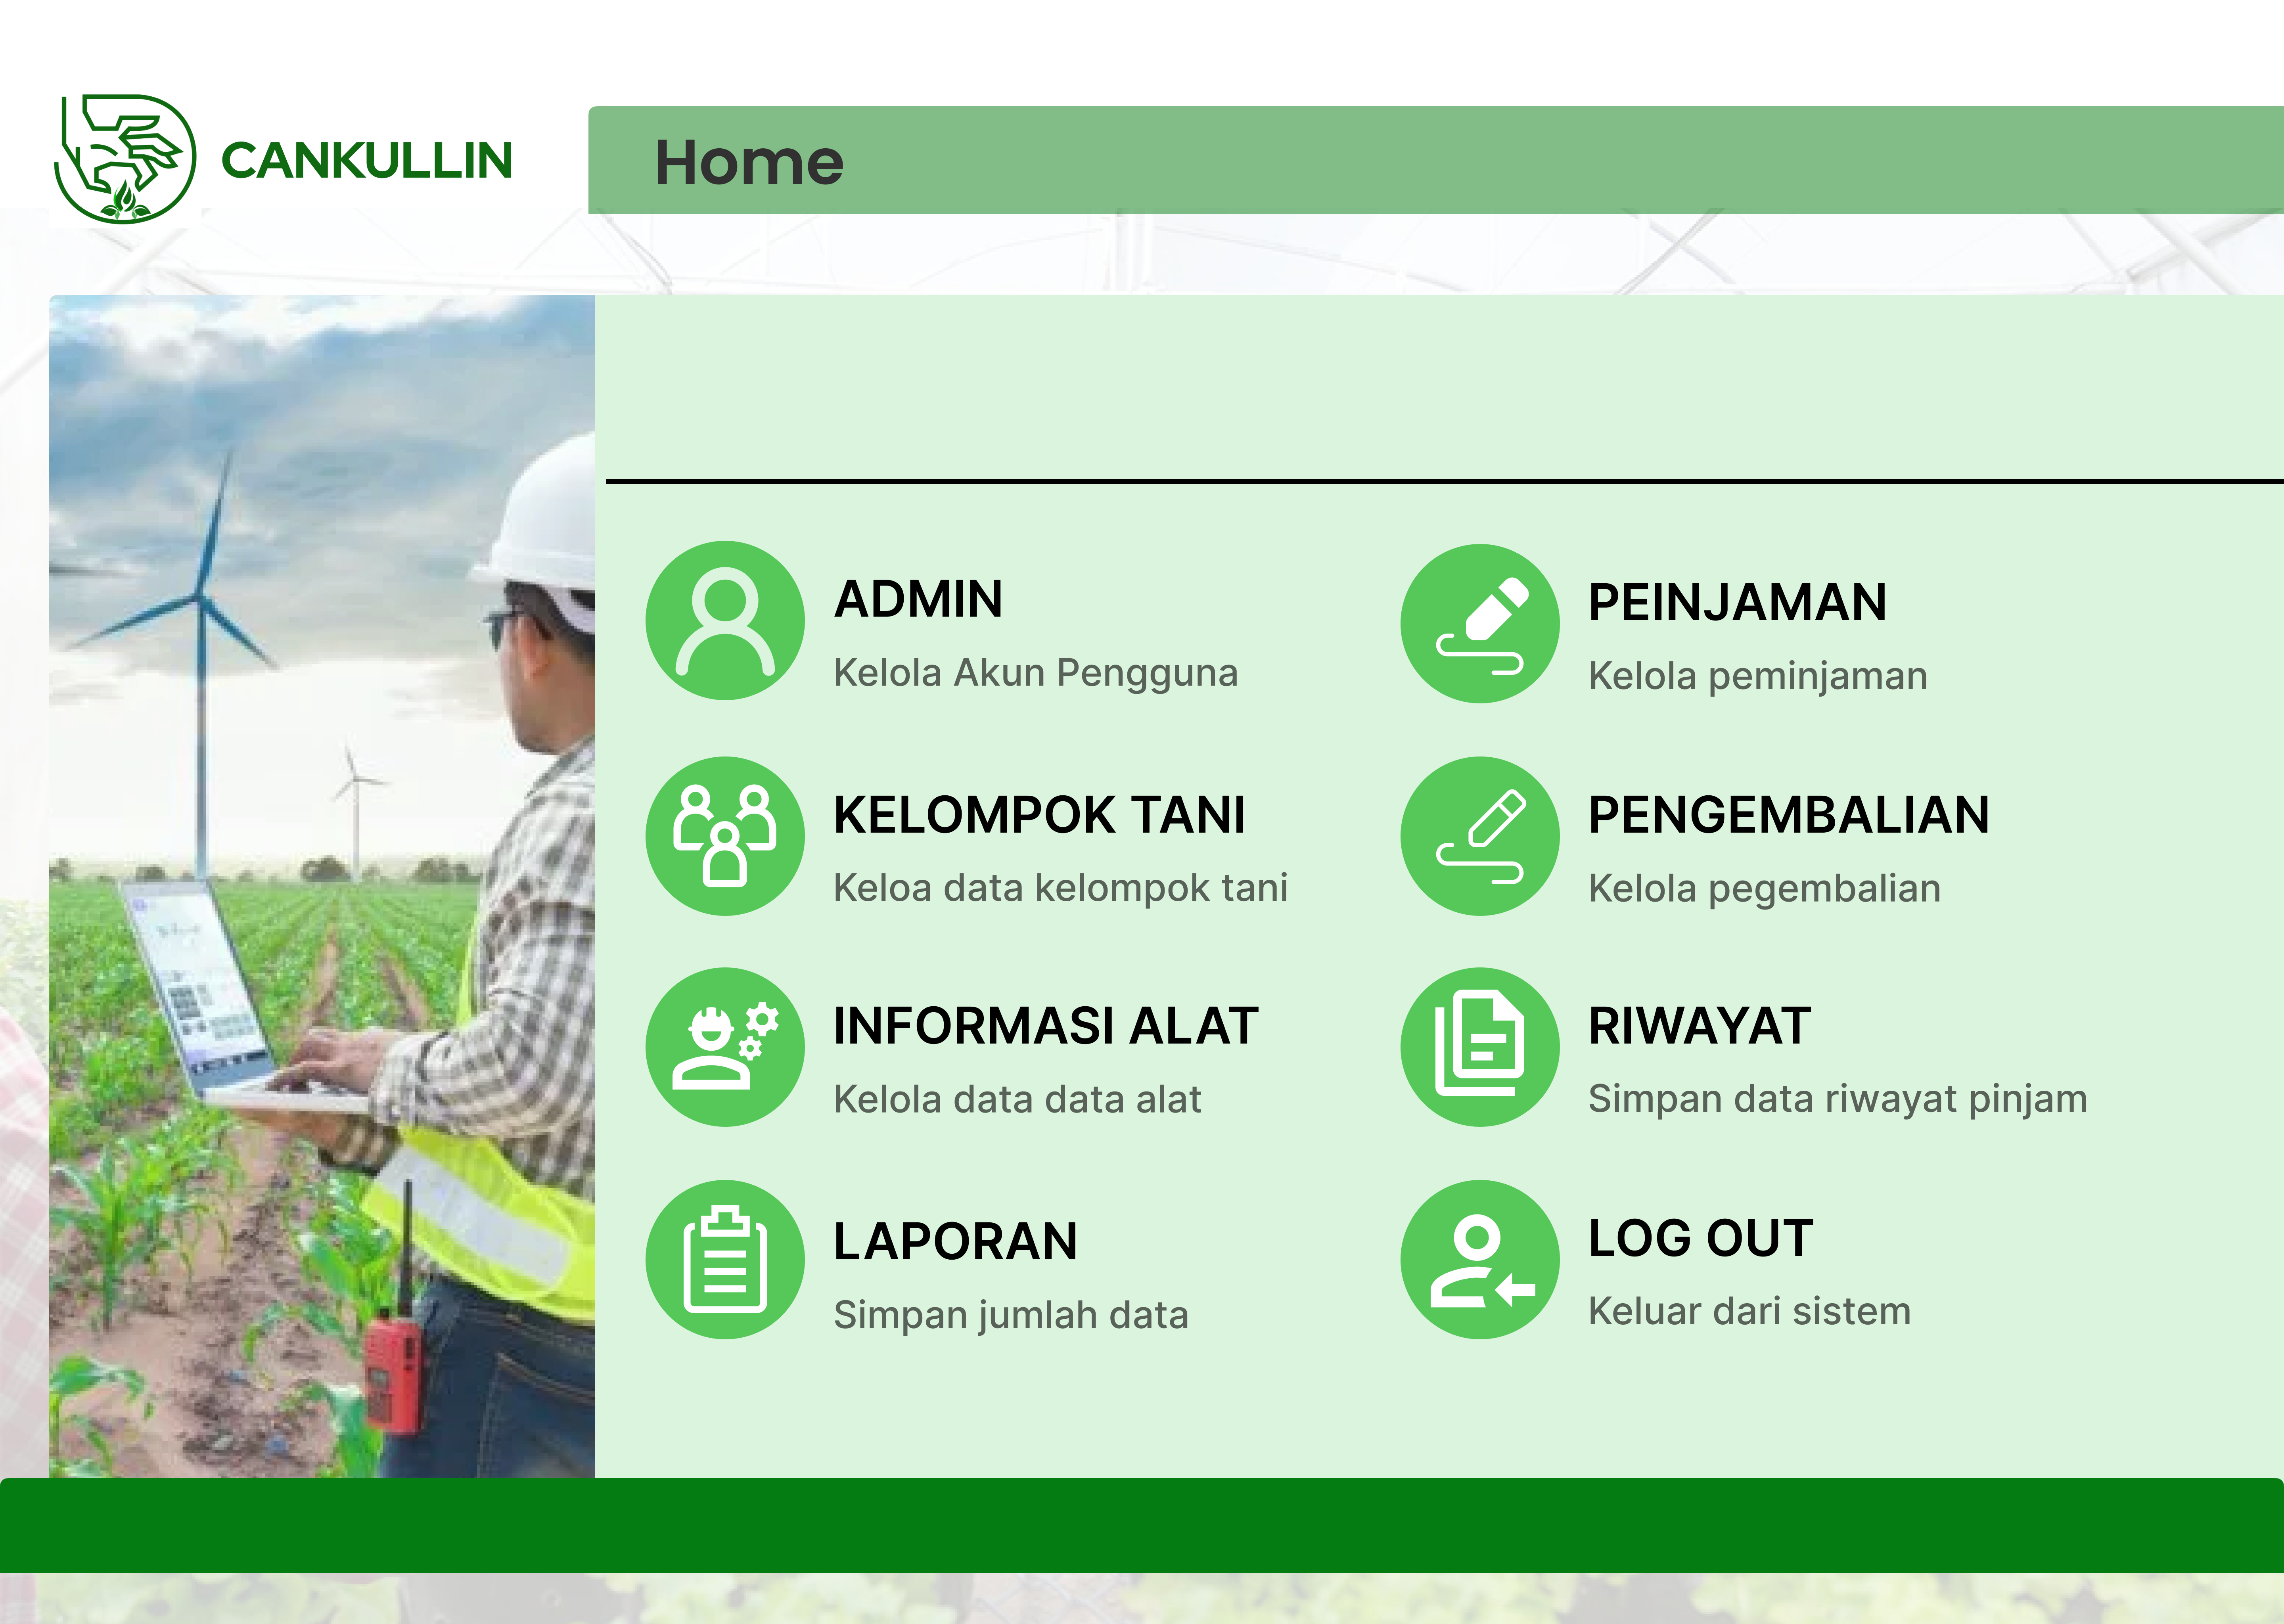 CANKULLIN
Home
ADMIN
Kelola Akun Pengguna
KELOMPOK TANI
Keloa data kelompok tani
INFORMASI ALAT
Kelola data data alat
LAPORAN
Simpan jumlah data
PEINJAMAN
Kelola peminjaman
PENGEMBALIAN
Kelola pegembalian
RIWAYAT
Simpan data riwayat pinjam
LOG OUT
Keluar dari sistem